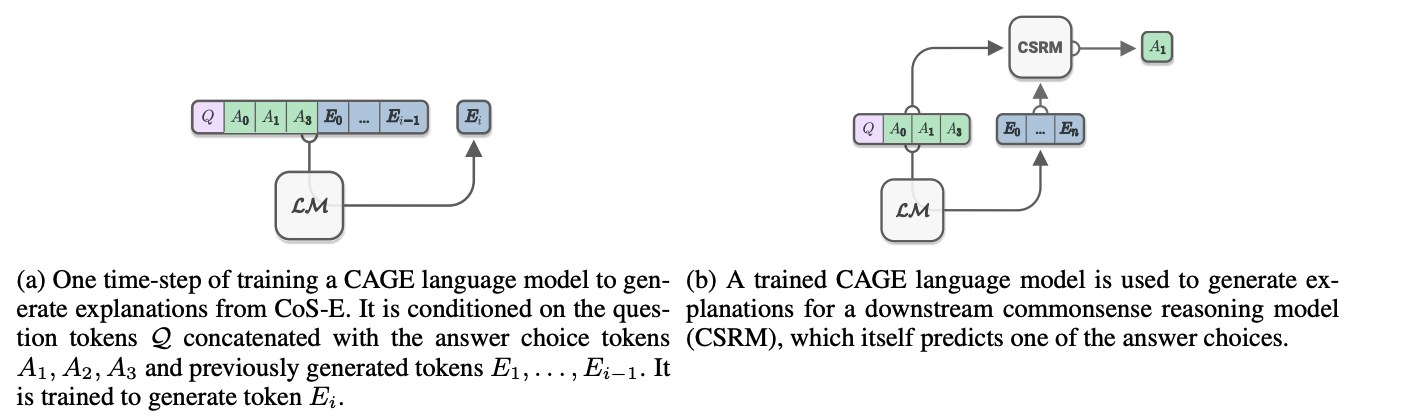 Q A₀ A₁ A₃ E₀ ... Eᵢ₋₁ Eᵢ
LM
(a) One time-step of training a CAGE language model to gen-
erate explanations from CoS-E. It is conditioned on the ques-
tion tokens Q concatenated with the answer choice tokens
A₁, A₂, A₃ and previously generated tokens E₁, . . . , Eᵢ₋₁. It
is trained to generate token Eᵢ.
CSRM A₁
Q A₀ A₁ A₃ E₀ ... Eₙ
LM
(b) A trained CAGE language model is used to generate ex-
planations for a downstream commonsense reasoning model
(CSRM), which itself predicts one of the answer choices.